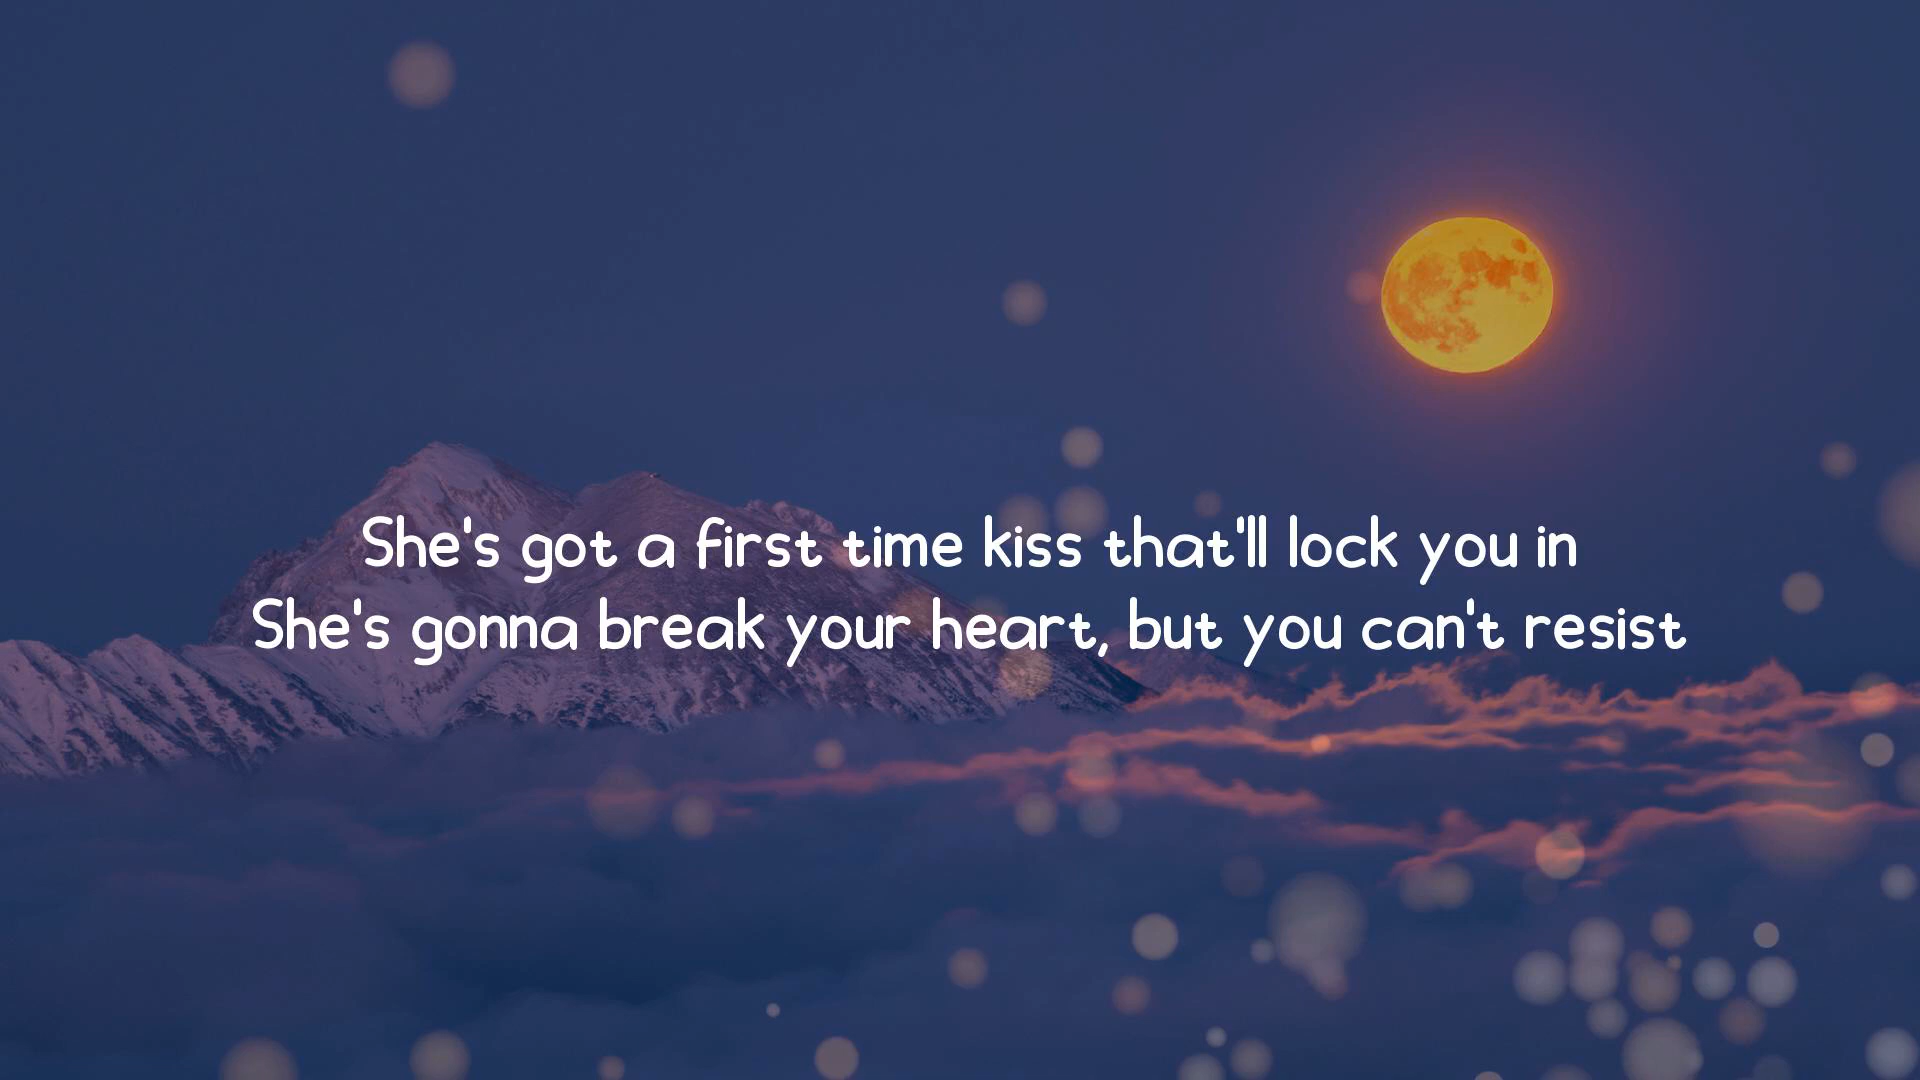 She's got a first time kiss that'll lock you in
She's gonna break your heart, but you can't resist